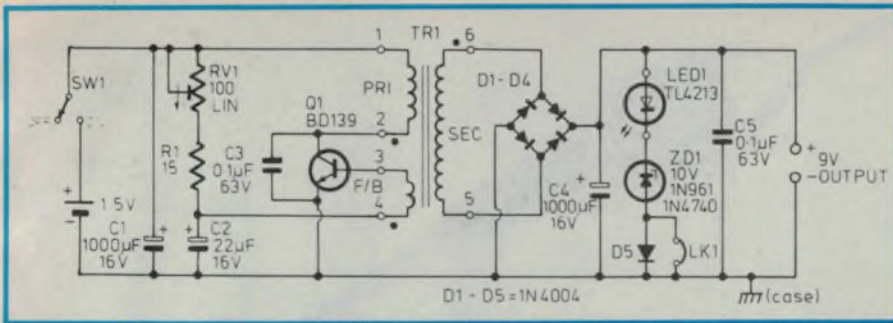 SW1
OFF
1.5V
C1
1000µF
16V
RV1
100
LIN
R1
15
C2
22µF
16V
C3
0.1µF
63V
Q1
BD139
1
TR1
6
PRI
2
3
F/B
4
SEC
5
D1-D4
C4
1000µF
16V
LED1
TL4213
ZD1
10V
1N961
1N4740
D5
LK1
C5
0.1µF
63V
+
9V
-OUTPUT
D1 - D5 = 1N4004
(case)